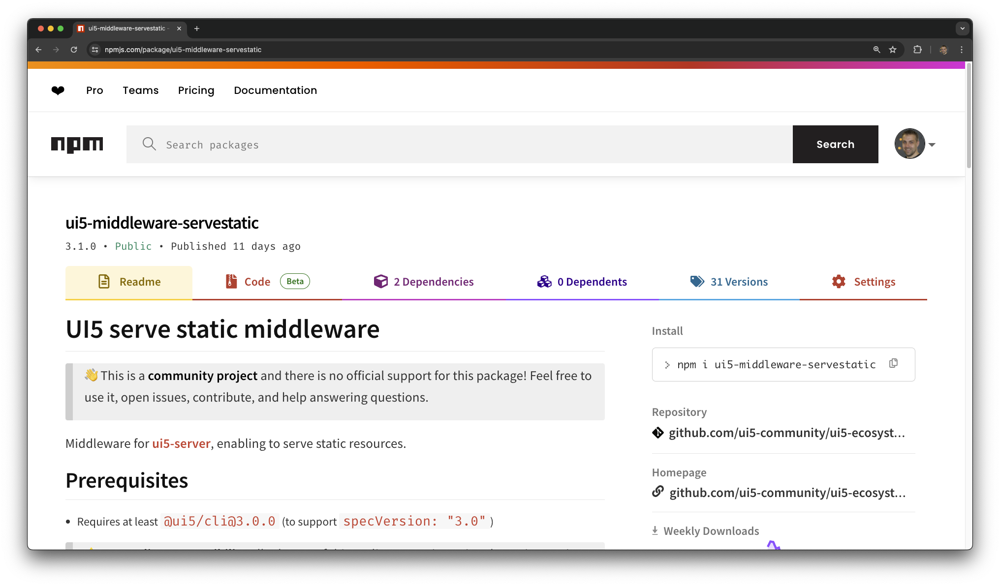 ui5-middleware-servestatic -
npmjs.com/package/ui5-middleware-servestatic
Pro Teams Pricing Documentation
npm Search packages Search
ui5-middleware-servestatic
3.1.0 • Public • Published 11 days ago
Readme Code Beta 2 Dependencies 0 Dependents 31 Versions Settings
UI5 serve static middleware
👋 This is a community project and there is no official support for this package! Feel free to
use it, open issues, contribute, and help answering questions.
Middleware for ui5-server, enabling to serve static resources.
Prerequisites
• Requires at least @ui5/cli@3.0.0 (to support specVersion: "3.0")
Install
> npm i ui5-middleware-servestatic
Repository
github.com/ui5-community/ui5-ecosyst...
Homepage
github.com/ui5-community/ui5-ecosyst...
Weekly Downloads